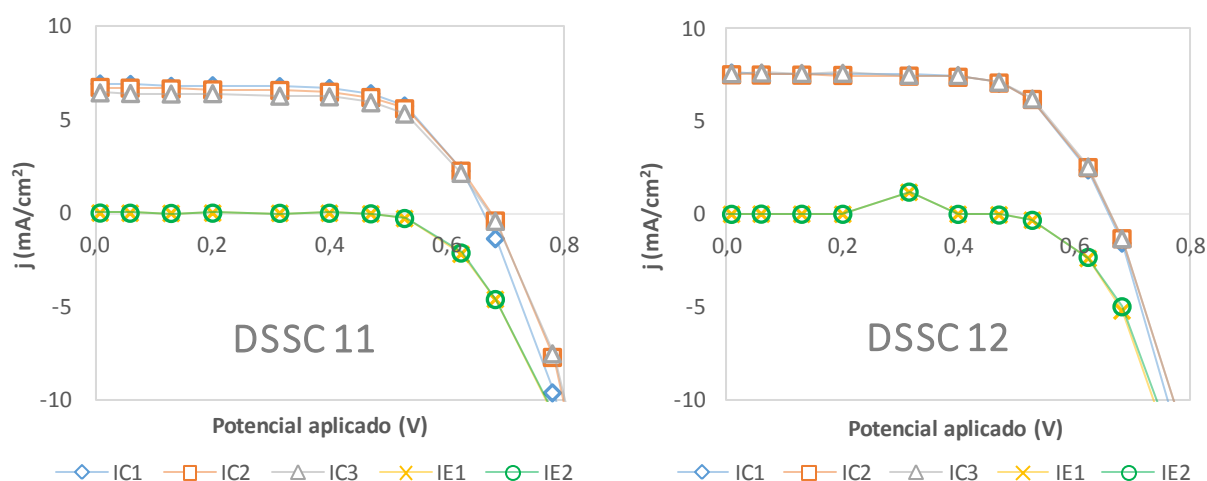 10
5
0
-5
-10
0,0 0,2 0,4 0,6 0,8
j (mA/cm²)
DSSC 11
Potencial aplicado (V)
IC1 IC2 IC3 IE1 IE2
10
5
0
-5
-10
0,0 0,2 0,4 0,6 0,8
j (mA/cm²)
DSSC 12
Potencial aplicado (V)
IC1 IC2 IC3 IE1 IE2